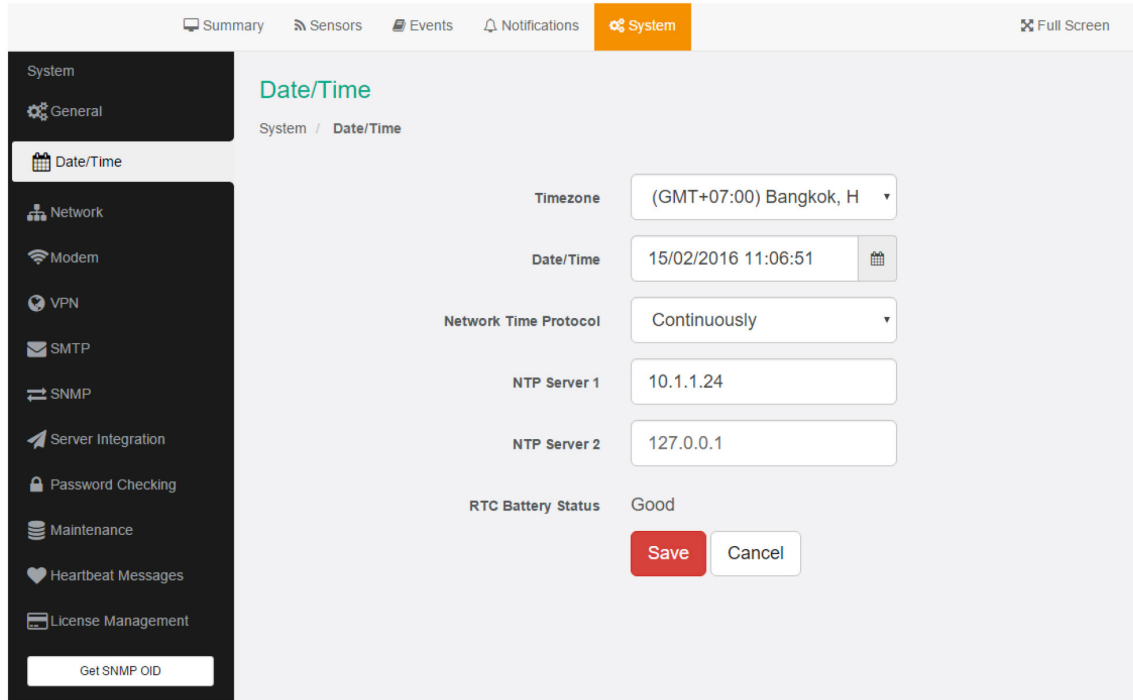 Summary Sensors Events Notifications System Full Screen
System
General
Date/Time
Network
Modem
VPN
SMTP
SNMP
Server Integration
Password Checking
Maintenance
Heartbeat Messages
License Management
Get SNMP OID
Date/Time
System / Date/Time
Timezone (GMT+07:00) Bangkok, H
Date/Time 15/02/2016 11:06:51
Network Time Protocol Continuously
NTP Server 1 10.1.1.24
NTP Server 2 127.0.0.1
RTC Battery Status Good
Save Cancel